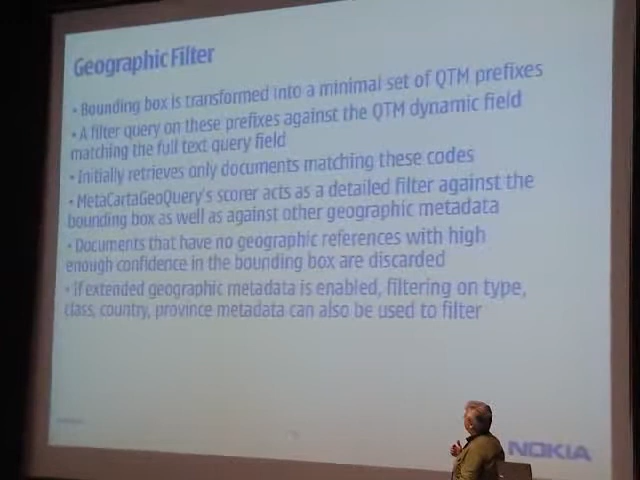 Geographic Filter
• Bounding box is transformed into a minimal set of QTM prefixes
• A filter query on these prefixes against the QTM dynamic field
matching the full text query field
• Initially retrieves only documents matching these codes
• MetaCartaGeoQuery's scorer acts as a detailed filter against the
bounding box as well as against other geographic metadata
• Documents that have no geographic references with high
enough confidence in the bounding box are discarded
• if extended geographic metadata is enabled, filtering on type,
class, country, province metadata can also be used to filter
NOKIA